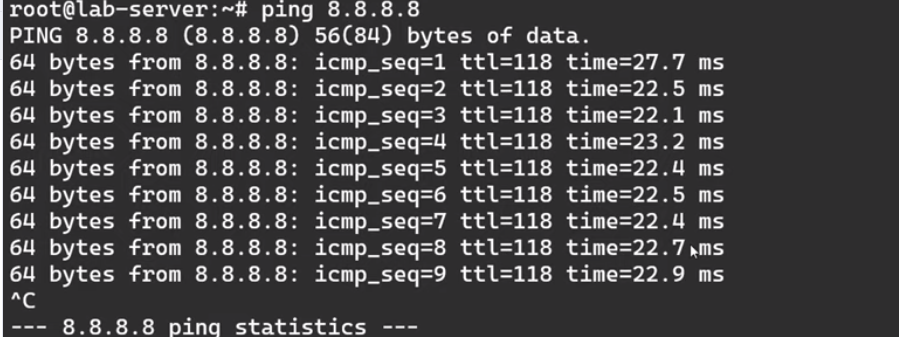 root@lab-server:~# ping 8.8.8.8
PING 8.8.8.8 (8.8.8.8) 56(84) bytes of data.
64 bytes from 8.8.8.8: icmp_seq=1 ttl=118 time=27.7 ms
64 bytes from 8.8.8.8: icmp_seq=2 ttl=118 time=22.5 ms
64 bytes from 8.8.8.8: icmp_seq=3 ttl=118 time=22.1 ms
64 bytes from 8.8.8.8: icmp_seq=4 ttl=118 time=23.2 ms
64 bytes from 8.8.8.8: icmp_seq=5 ttl=118 time=22.4 ms
64 bytes from 8.8.8.8: icmp_seq=6 ttl=118 time=22.5 ms
64 bytes from 8.8.8.8: icmp_seq=7 ttl=118 time=22.4 ms
64 bytes from 8.8.8.8: icmp_seq=8 ttl=118 time=22.7 ms
64 bytes from 8.8.8.8: icmp_seq=9 ttl=118 time=22.9 ms
^C
--- 8.8.8.8 ping statistics ---